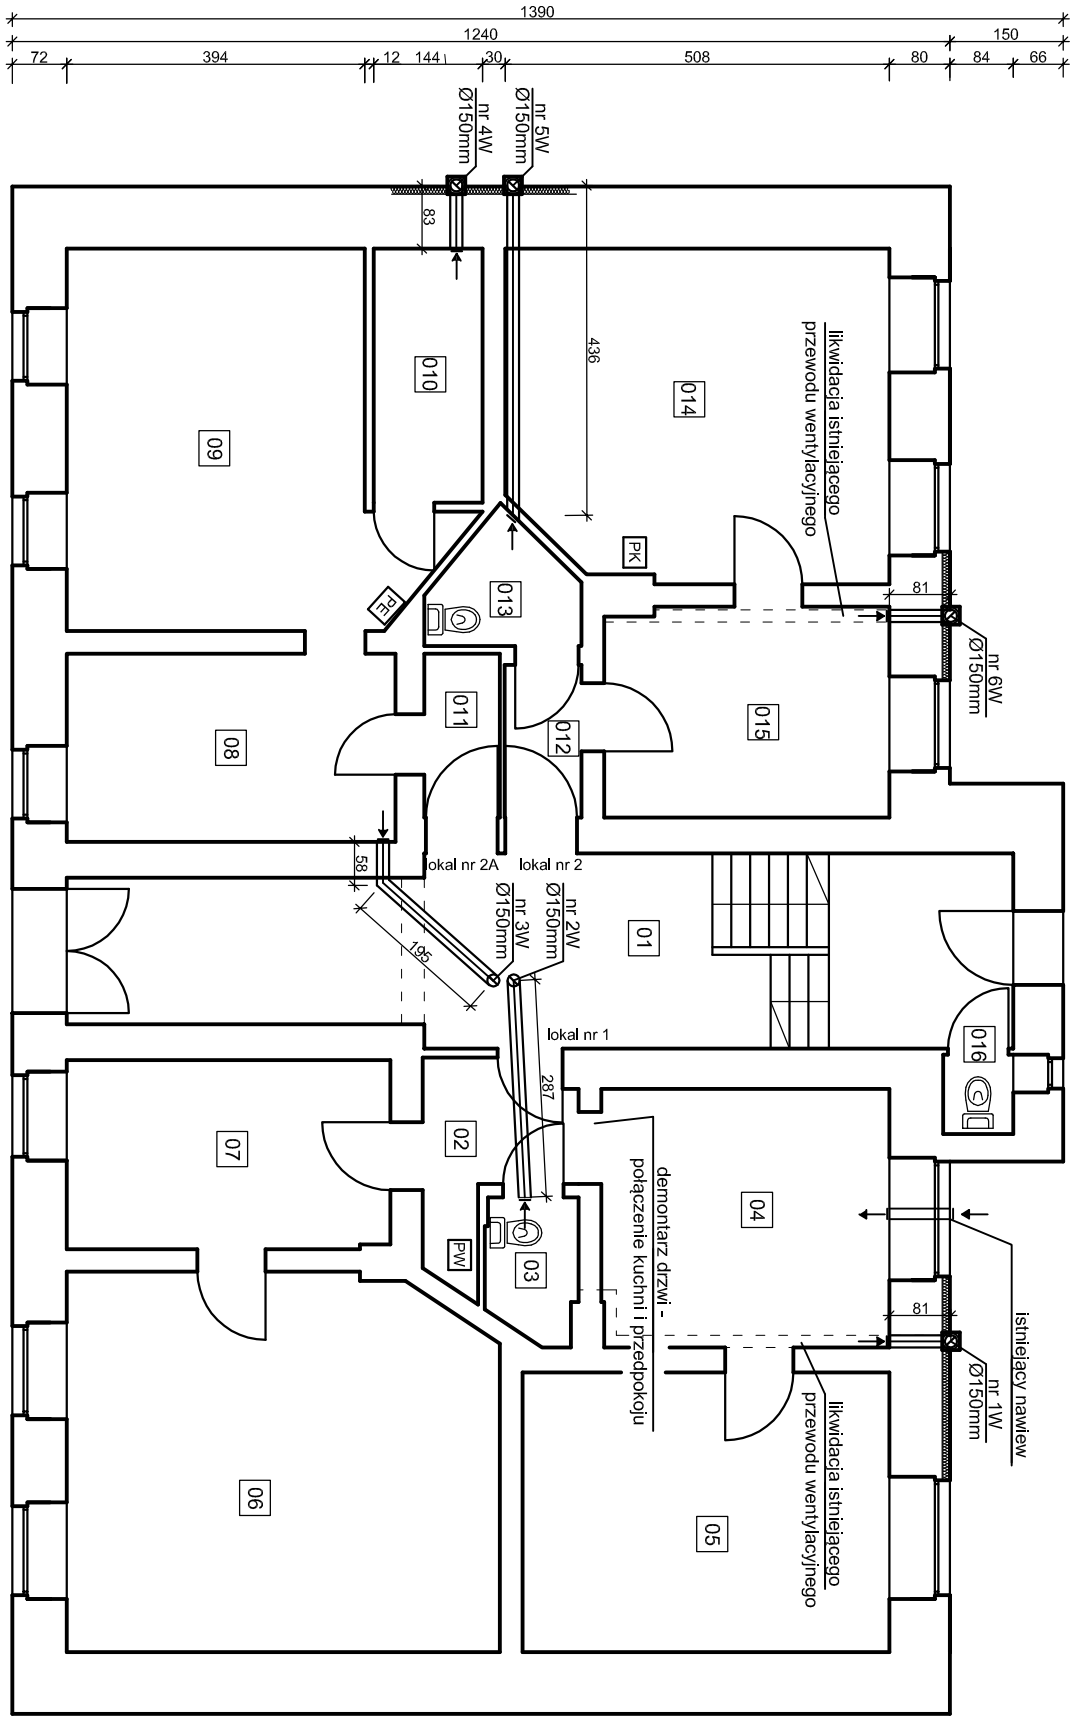 1390
1240
150
72
394
12
144
30
508
80
84
66
nr 4W
Ø150mm
nr 5W
Ø150mm
83
436
likwidacja istniejącego
przewodu wentylacyjnego
010
014
09
PK
PE
013
81
nr 6W
Ø150mm
011
012
015
08
58
lokal nr 2A
lokal nr 2
nr 3W
Ø150mm
nr 2W
Ø150mm
195
01
lokal nr 1
287
016
02
07
PW
03
04
demontarz drzwi -
połączenie kuchni i przedpokoju
81
nr 1W
Ø150mm
istniejący nawiew
likwidacja istniejącego
przewodu wentylacyjnego
06
05